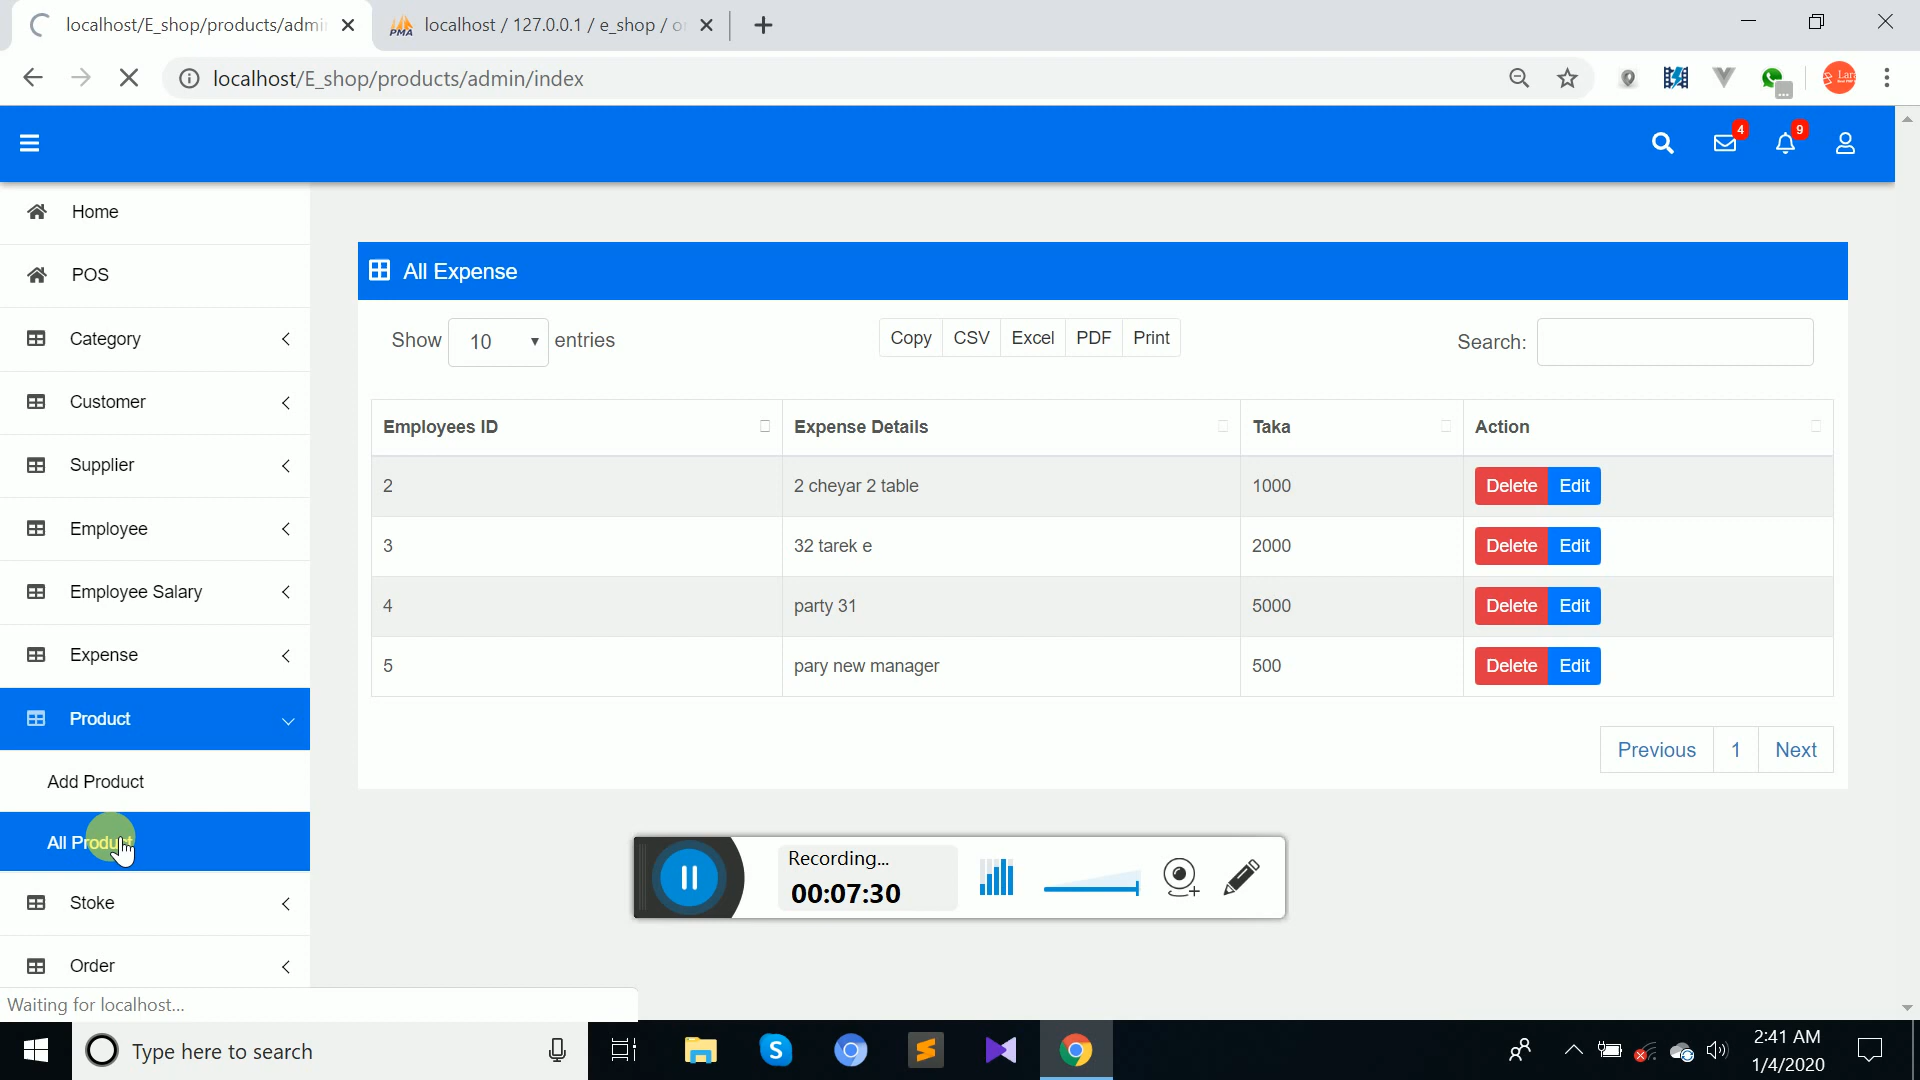 localhost/E_shop/products/admi
localhost / 127.0.0.1 / e_shop / o
PMA
localhost/E_shop/products/admin/index
4
9
Home
POS
Category
Customer
Supplier
Employee
Employee Salary
Expense
Product
Add Product
All Product
Stoke
Order
All Expense
Show 10 entries
Copy CSV Excel PDF Print
Search:
Employees ID Expense Details Taka Action
2 2 cheyar 2 table 1000 Delete Edit
3 32 tarek e 2000 Delete Edit
4 party 31 5000 Delete Edit
5 pary new manager 500 Delete Edit
Previous 1 Next
Recording...
00:07:30
Waiting for localhost...
Type here to search
2:41 AM
1/4/2020